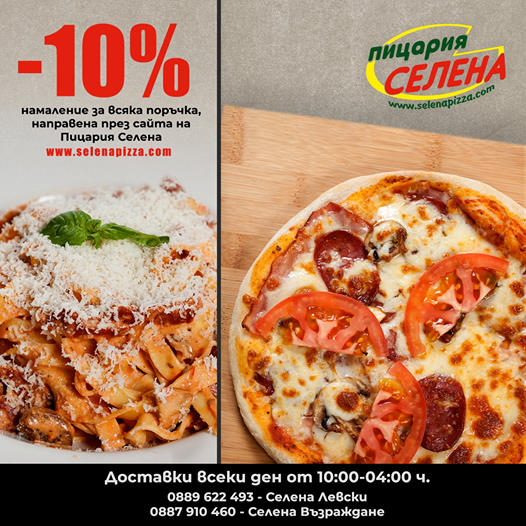 -10%
намаление за всяка поръчка,
направена през сайта на
Пицария Селена
www.selenapizza.com
пицария
СЕЛЕНА
www.selenapizza.com
Доставки всеки ден от 10:00-04:00 ч.
0889 622 493 - Селена Левски
0887 910 460 - Селена Възраждане